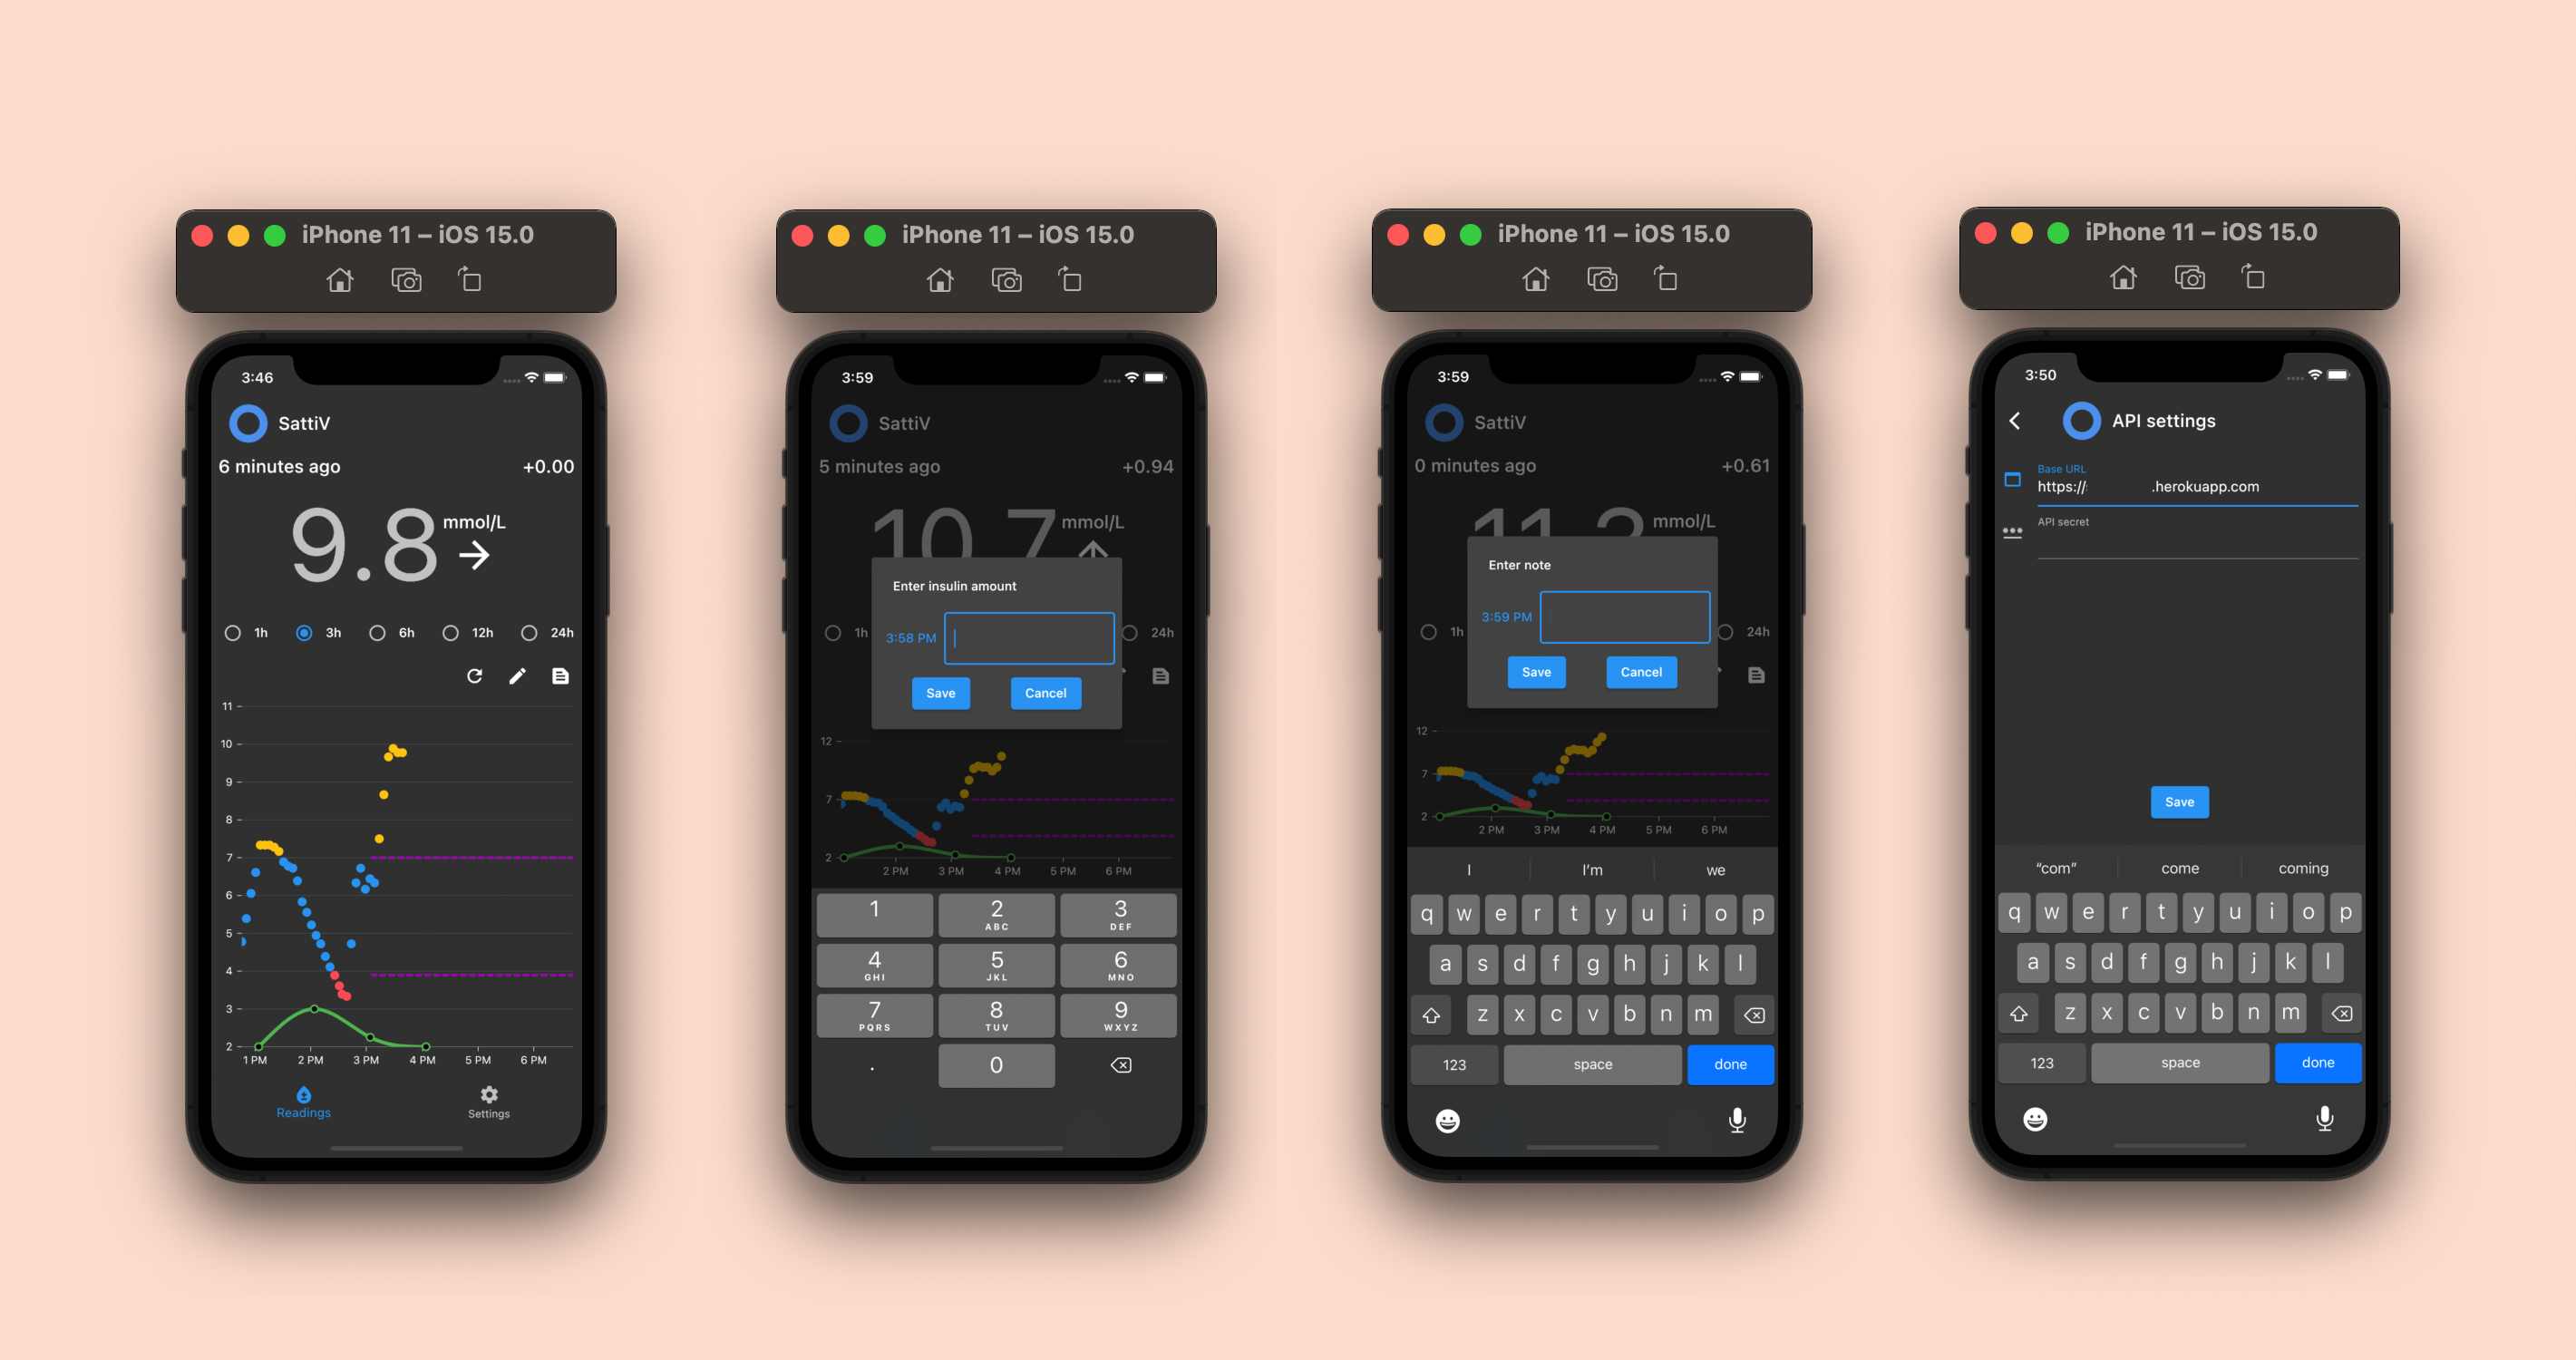 iPhone 11 – iOS 15.0
3:46
SattiV
6 minutes ago +0.00
9.8 mmol/L
1h 3h 6h 12h 24h
11
10
9
8
7
6
5
4
3
2
1 PM 2 PM 3 PM 4 PM 5 PM 6 PM
Readings Settings
iPhone 11 – iOS 15.0
3:59
SattiV
5 minutes ago +0.94
10.7 mmol/L
Enter insulin amount
1h 3:58 PM 24h
Save Cancel
12
7
2
2 PM 3 PM 4 PM 5 PM 6 PM
1 2 3
ABC DEF
4 5 6
GHI JKL MNO
7 8 9
PQRS TUV WXYZ
. 0
iPhone 11 – iOS 15.0
3:59
SattiV
0 minutes ago +0.61
mmol/L
Enter note
3:59 PM
1h 24h
Save Cancel
12
7
2
2 PM 3 PM 4 PM 5 PM 6 PM
I I'm we
q w e r t y u i o p
a s d f g h j k l
z x c v b n m
123 space done
iPhone 11 – iOS 15.0
3:50
API settings
Base URL
https:// .herokuapp.com
API secret
Save
“com” come coming
q w e r t y u i o p
a s d f g h j k l
z x c v b n m
123 space done